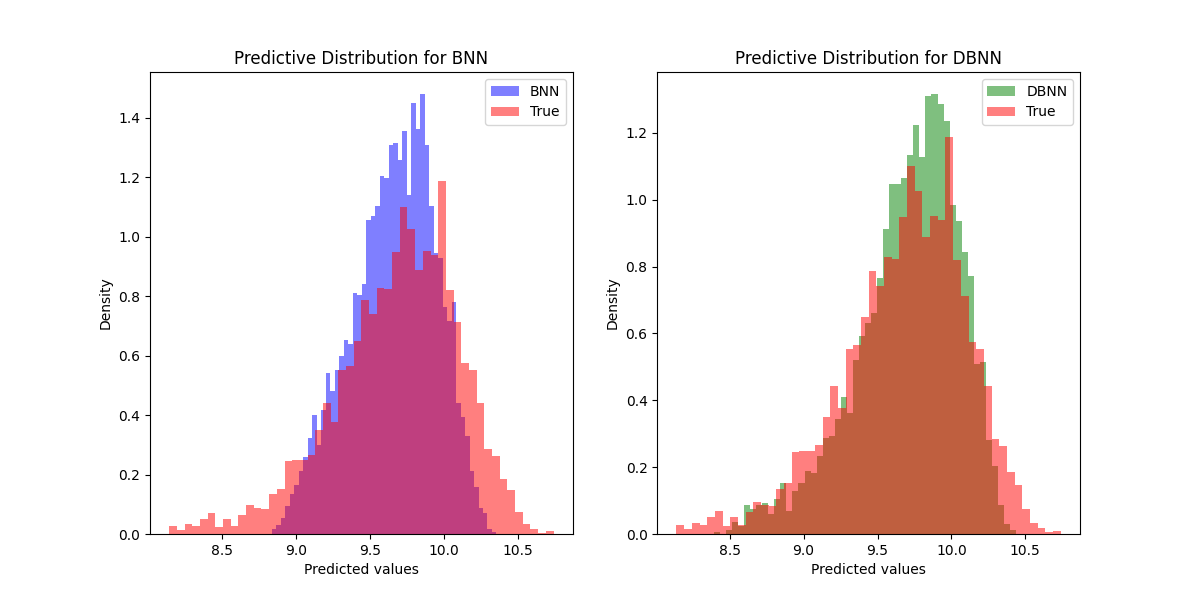 Predictive Distribution for BNN
BNN
True
Density
0.0
0.2
0.4
0.6
0.8
1.0
1.2
1.4
8.5 9.0 9.5 10.0 10.5
Predicted values
Predictive Distribution for DBNN
DBNN
True
Density
0.0
0.2
0.4
0.6
0.8
1.0
1.2
8.5 9.0 9.5 10.0 10.5
Predicted values